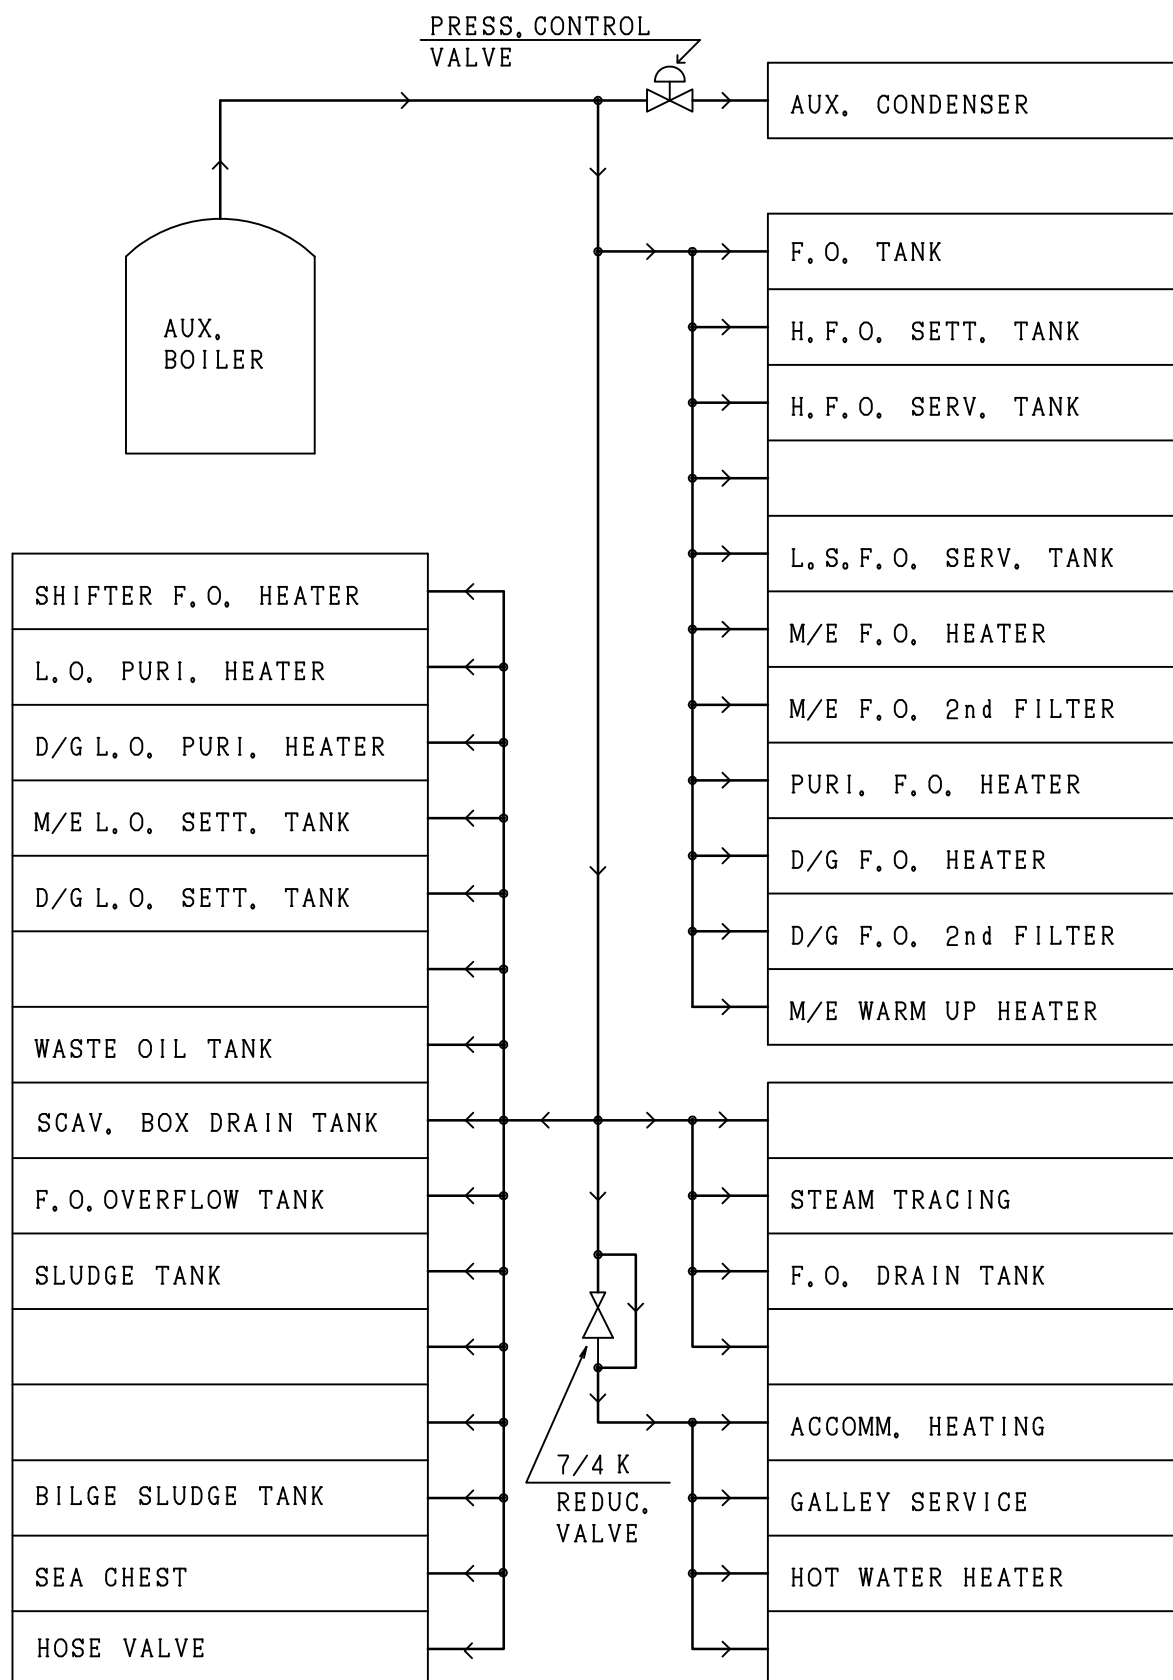 PRESS. CONTROL
VALVE
AUX. CONDENSER
AUX.
BOILER
F.O. TANK
H.F.O. SETT. TANK
H.F.O. SERV. TANK
L.S.F.O. SERV. TANK
M/E F.O. HEATER
M/E F.O. 2nd FILTER
PURI. F.O. HEATER
D/G F.O. HEATER
D/G F.O. 2nd FILTER
M/E WARM UP HEATER
SHIFTER F.O. HEATER
L.O. PURI. HEATER
D/G L.O. PURI. HEATER
M/E L.O. SETT. TANK
D/G L.O. SETT. TANK
WASTE OIL TANK
SCAV. BOX DRAIN TANK
F.O.OVERFLOW TANK
SLUDGE TANK
BILGE SLUDGE TANK
SEA CHEST
HOSE VALVE
7/4 K
REDUC.
VALVE
STEAM TRACING
F.O. DRAIN TANK
ACCOMM. HEATING
GALLEY SERVICE
HOT WATER HEATER